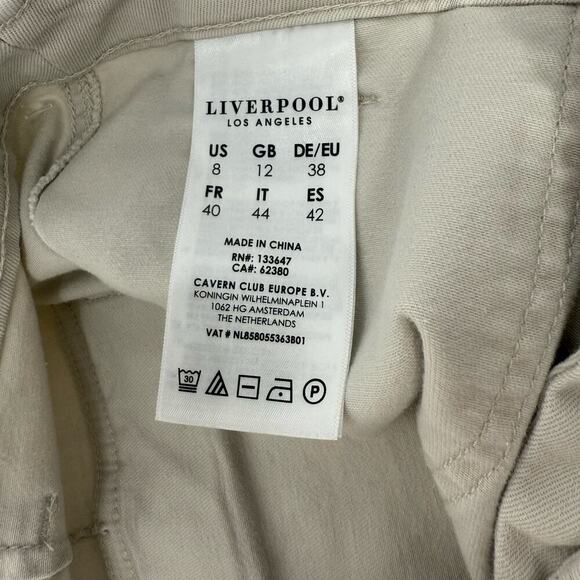 LIVERPOOL®
LOS ANGELES
US GB DE/EU
8 12 38
FR IT ES
40 44 42
MADE IN CHINA
RN#: 133647
CA#: 62380
CAVERN CLUB EUROPE B.V.
KONINGIN WILHELMINAPLEIN 1
1062 HG AMSTERDAM
THE NETHERLANDS
VAT # NL858055363B01
30 P